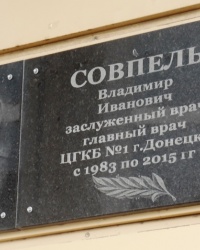 СОВПЕЛЬ
Владимир
Иванович
заслуженный врач
главный врач
ЦГКБ №1 г.Донецк
с 1983 по 2015 гг